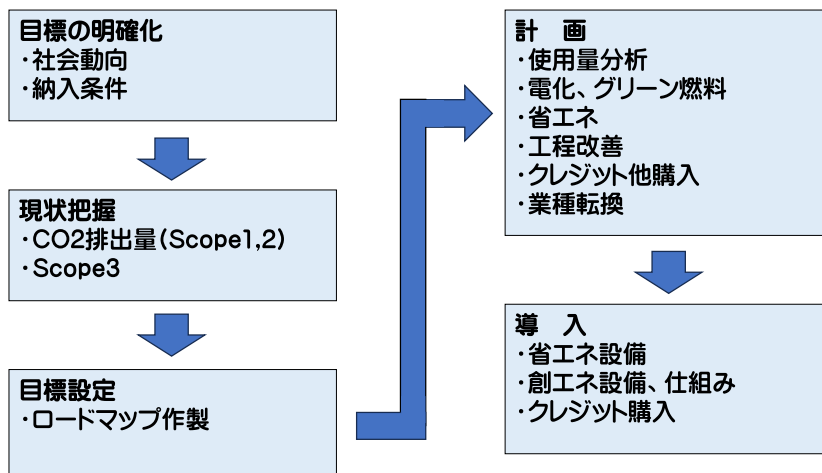 目標の明確化
・社会動向
・納入条件
現状把握
・CO2排出量(Scope1,2)
・Scope3
目標設定
・ロードマップ作製
計　画
・使用量分析
・電化、グリーン燃料
・省エネ
・工程改善
・クレジット他購入
・業種転換
導　入
・省エネ設備
・創エネ設備、仕組み
・クレジット購入